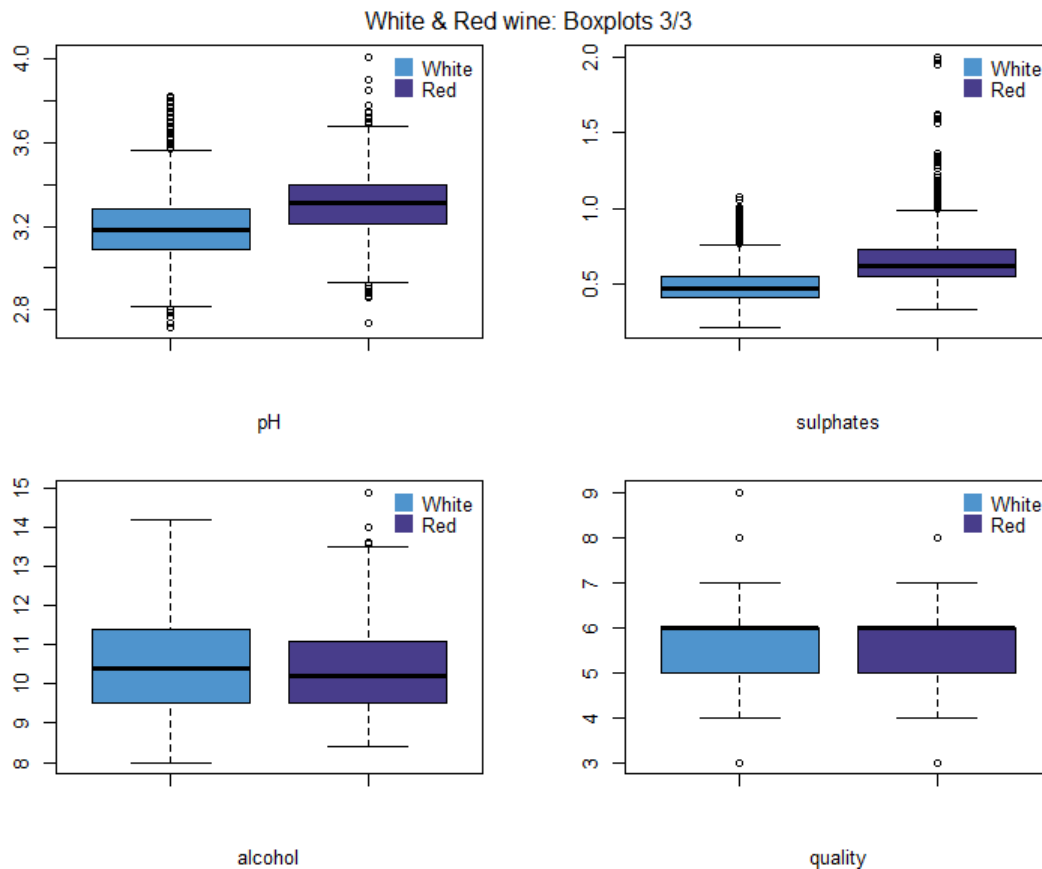 White & Red wine: Boxplots 3/3
4.0
3.6
3.2
2.8
White
Red
pH
2.0
1.5
1.0
0.5
White
Red
sulphates
15
14
13
12
11
10
9
8
White
Red
alcohol
9
8
7
6
5
4
3
White
Red
quality